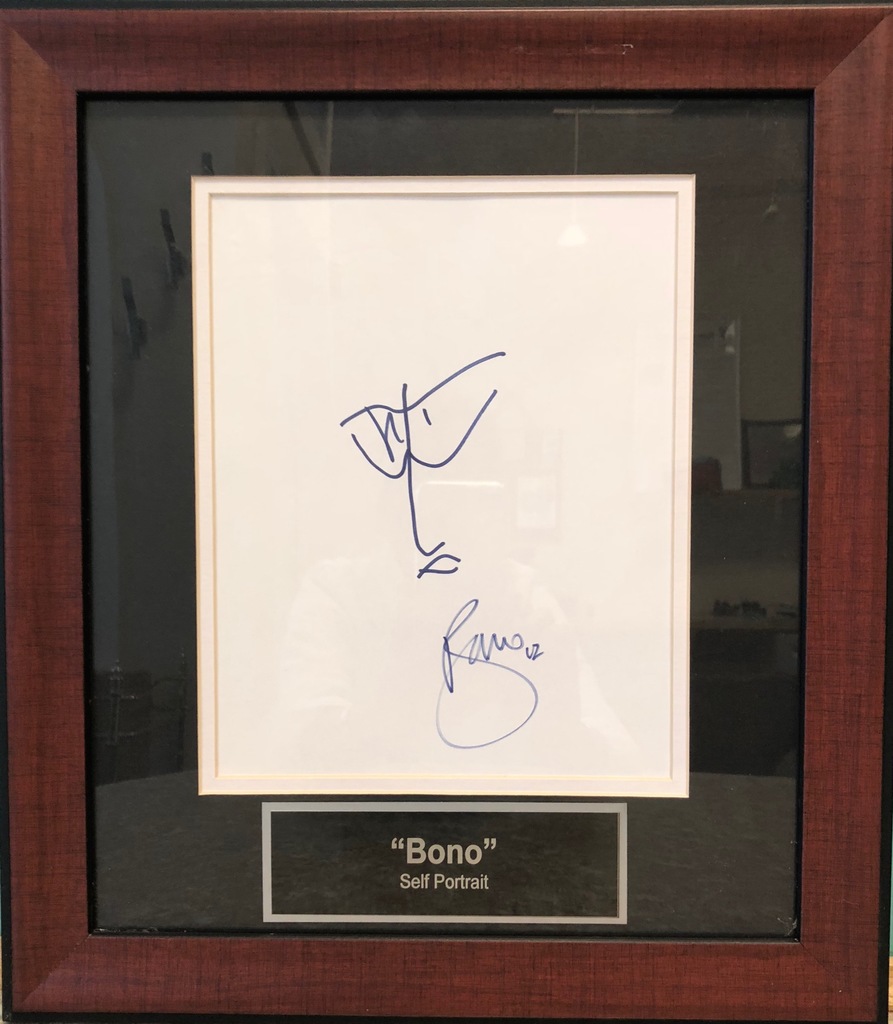 Bono U2
“Bono”
Self Portrait